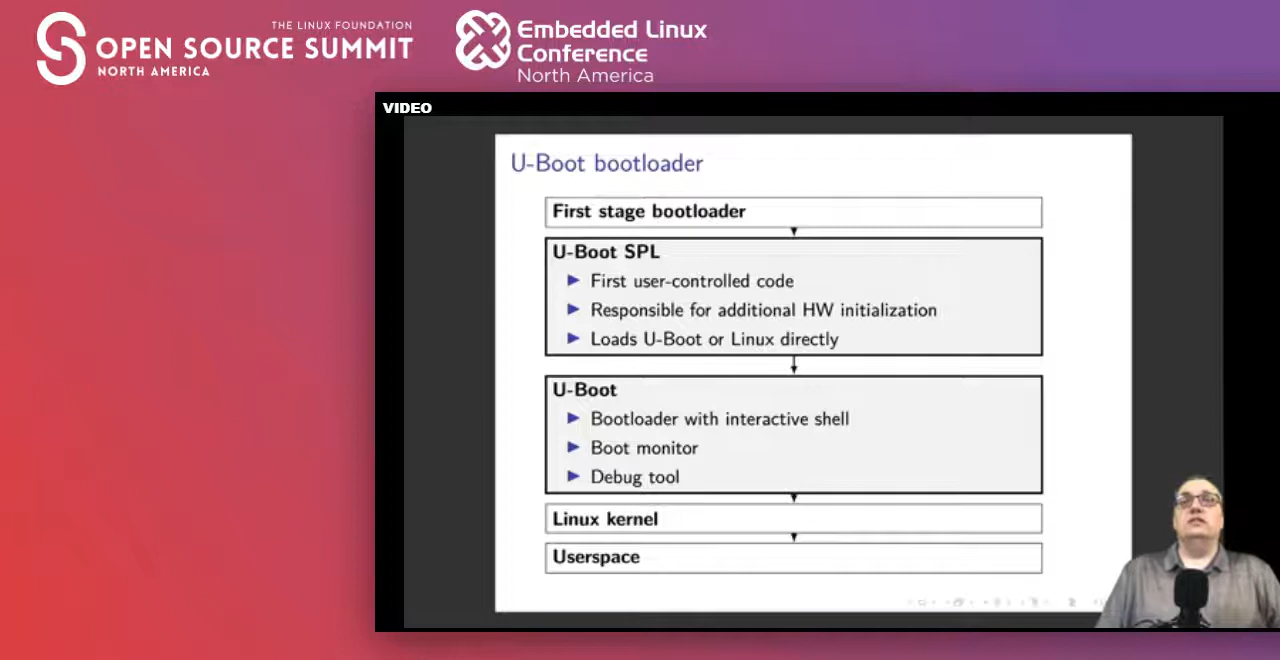 THE LINUX FOUNDATION
OPEN SOURCE SUMMIT
NORTH AMERICA
Embedded Linux
Conference
North America
VIDEO
U-Boot bootloader
First stage bootloader
U-Boot SPL
First user-controlled code
Responsible for additional HW initialization
Loads U-Boot or Linux directly
U-Boot
Bootloader with interactive shell
Boot monitor
Debug tool
Linux kernel
Userspace